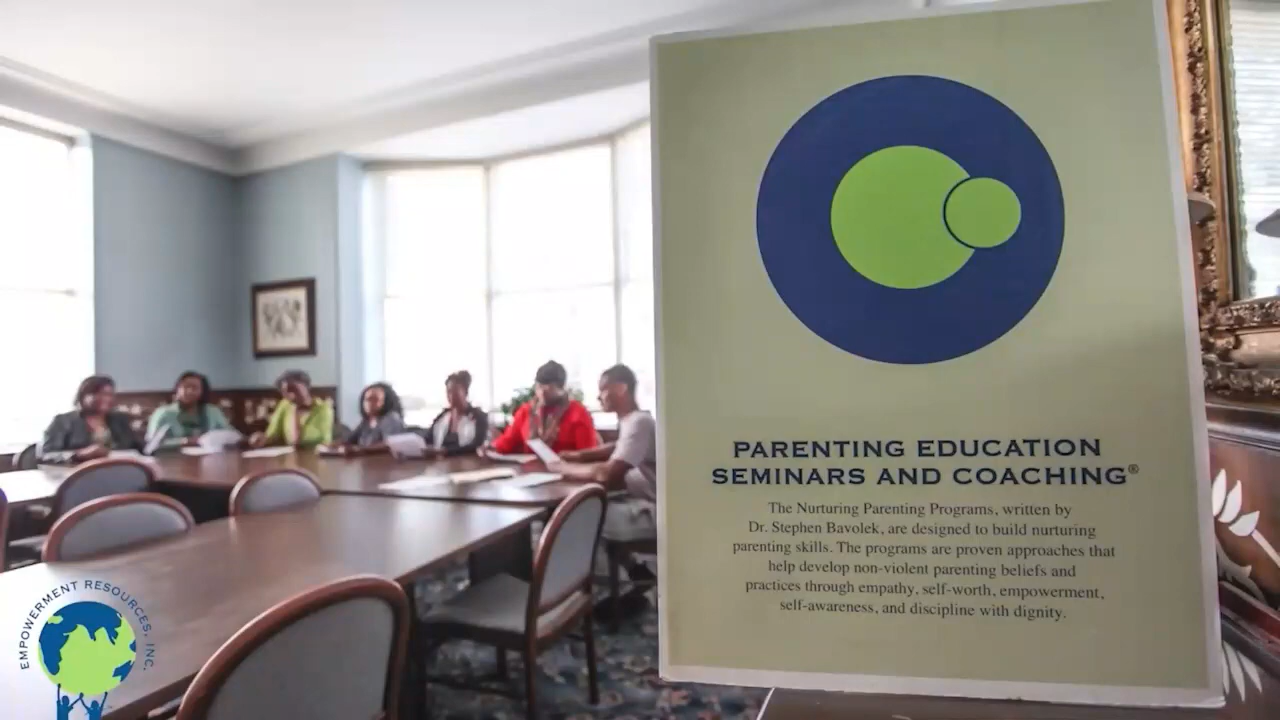 PARENTING EDUCATION
SEMINARS AND COACHING®
The Nurturing Parenting Programs, written by
Dr. Stephen Bavolek, are designed to build nurturing
parenting skills. The programs are proven approaches that
help develop non-violent parenting beliefs and
practices through empathy, self-worth, empowerment,
self-awareness, and discipline with dignity.
EMPOWERMENT RESOURCES, INC.